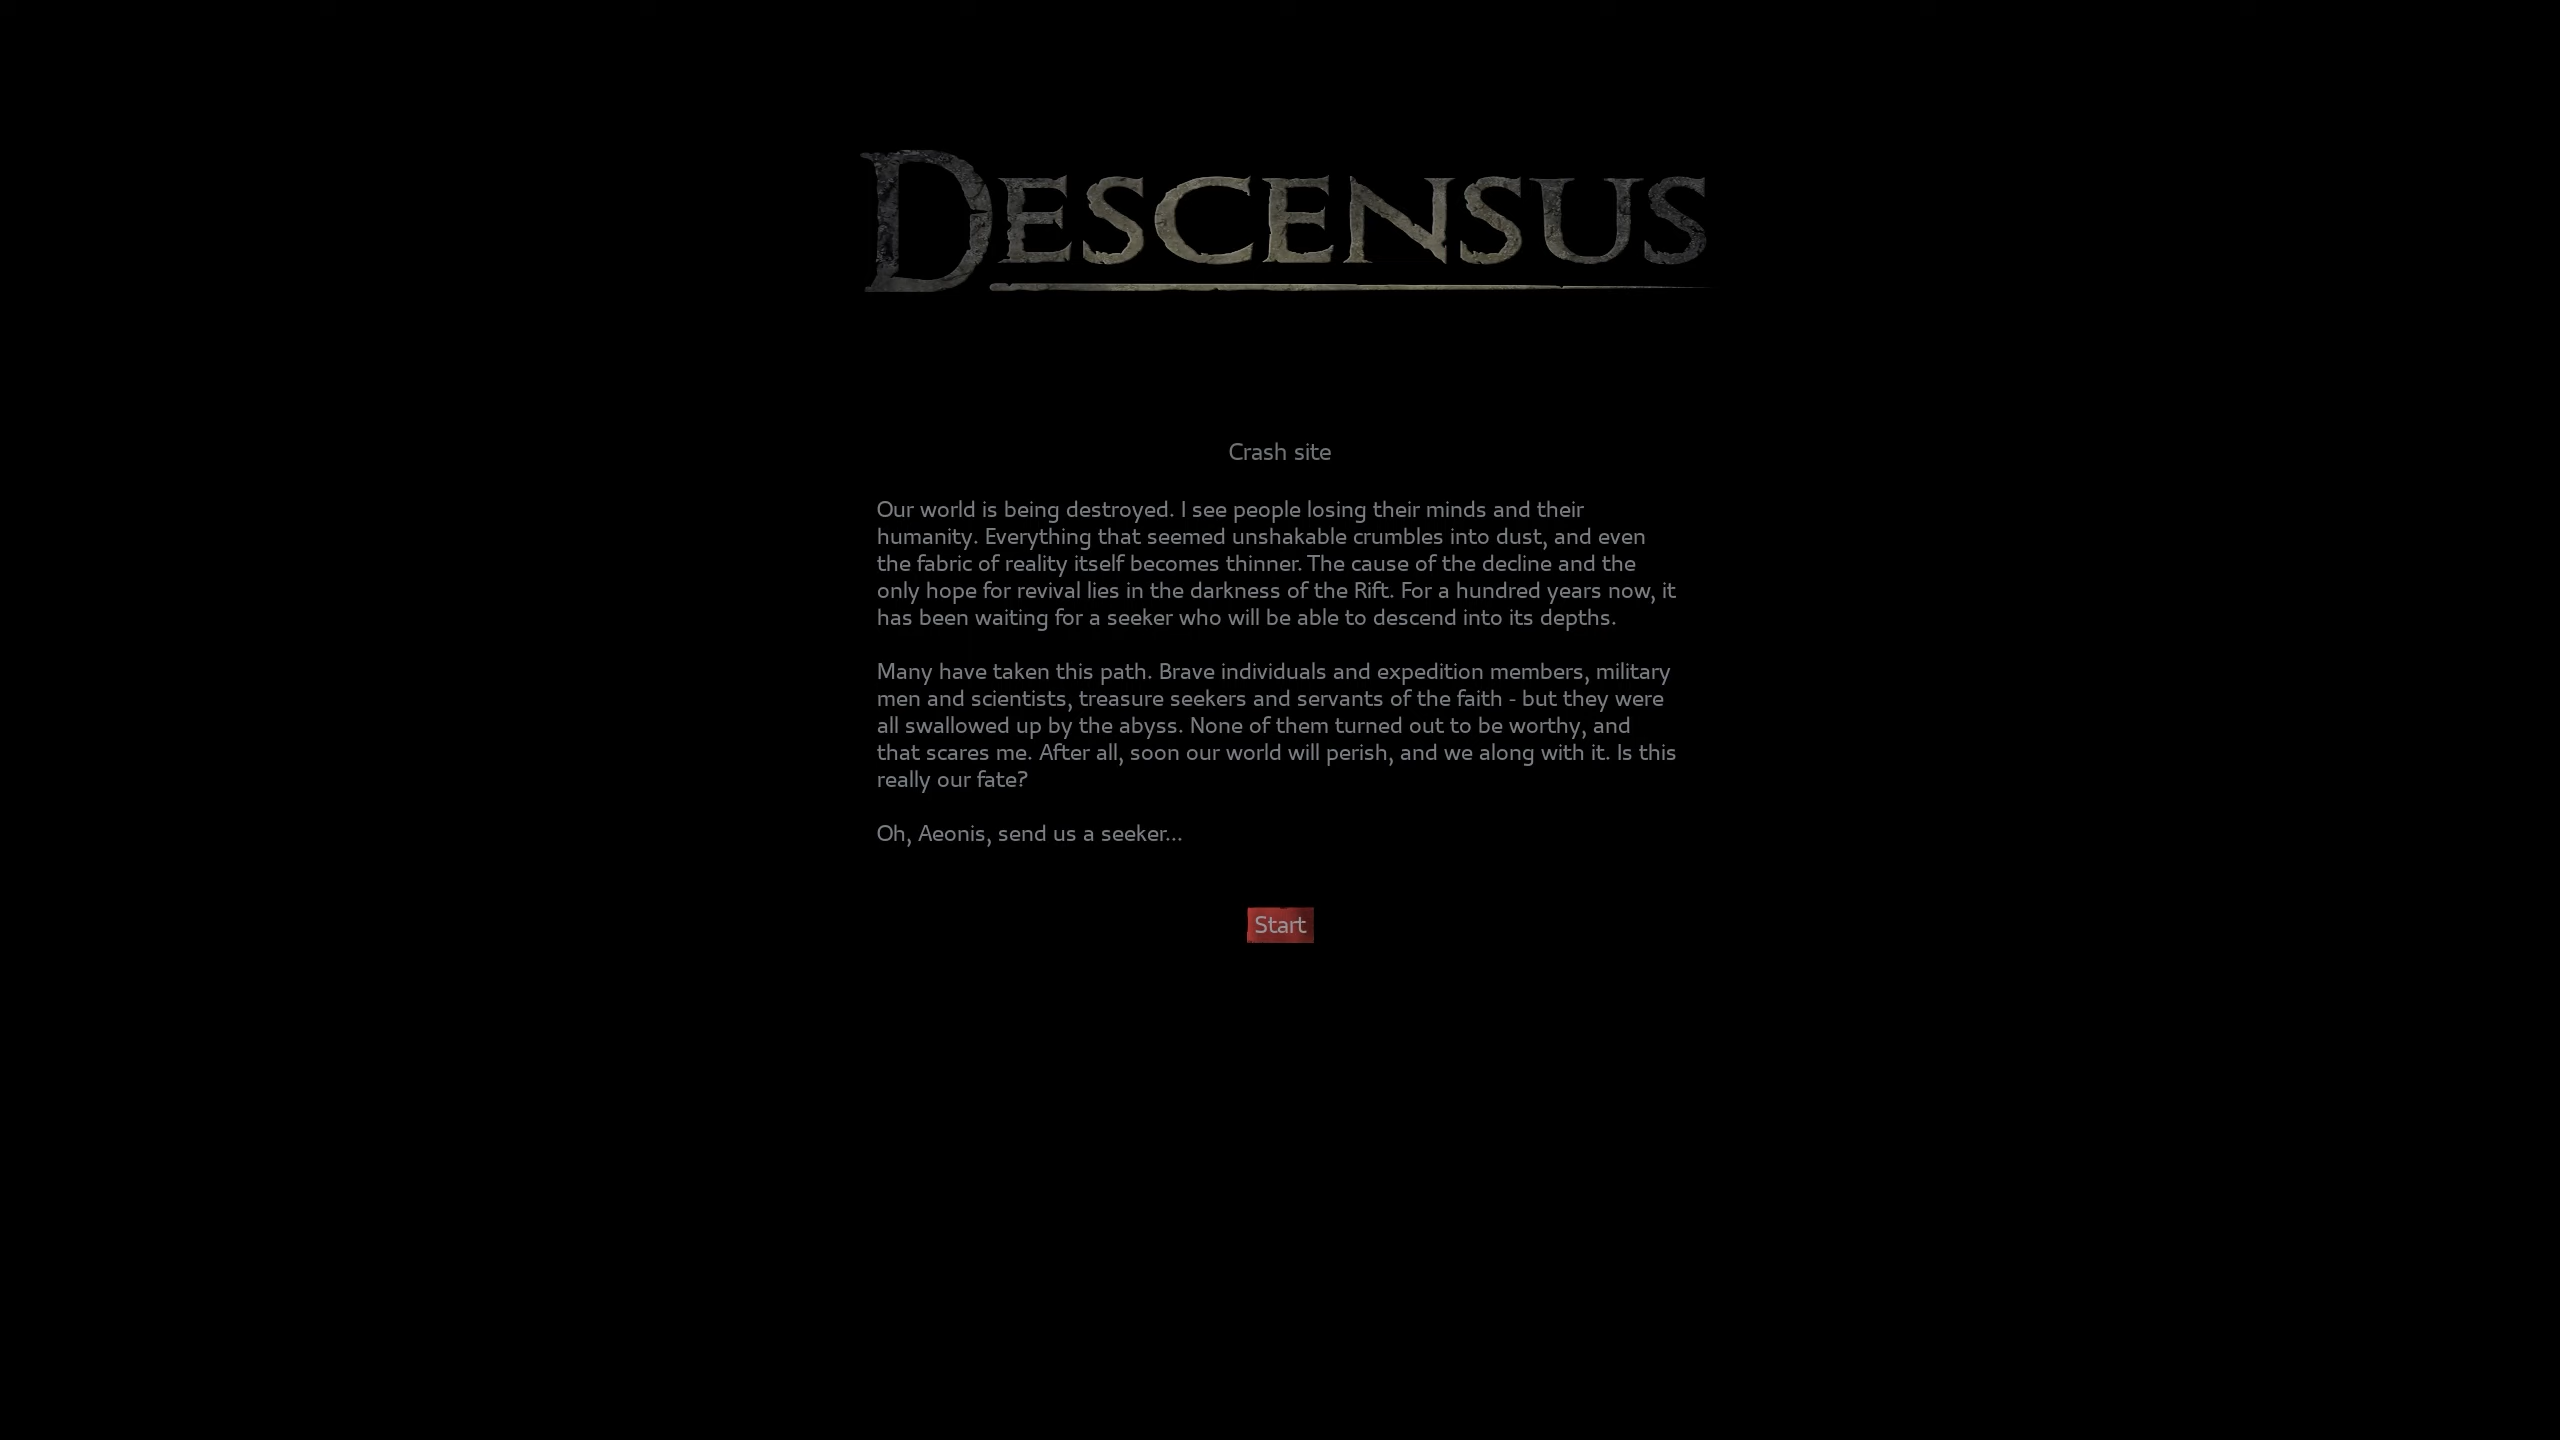 DESCENSUS
Crash site
Our world is being destroyed. I see people losing their minds and their
humanity. Everything that seemed unshakable crumbles into dust, and even
the fabric of reality itself becomes thinner. The cause of the decline and the
only hope for revival lies in the darkness of the Rift. For a hundred years now, it
has been waiting for a seeker who will be able to descend into its depths.
Many have taken this path. Brave individuals and expedition members, military
men and scientists, treasure seekers and servants of the faith - but they were
all swallowed up by the abyss. None of them turned out to be worthy, and
that scares me. After all, soon our world will perish, and we along with it. Is this
really our fate?
Oh, Aeonis, send us a seeker...
Start